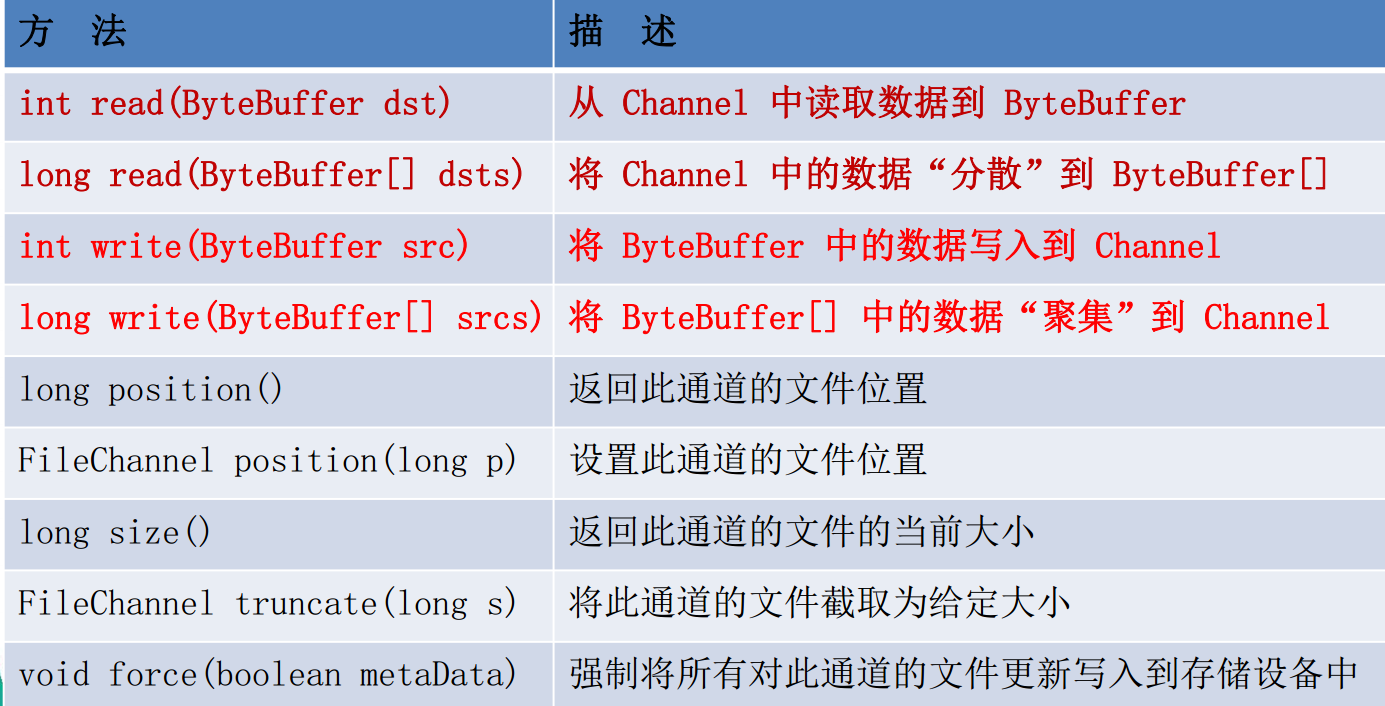 方 法 描 述
int read(ByteBuffer dst) 从 Channel 中读取数据到 ByteBuffer
long read(ByteBuffer[] dsts) 将 Channel 中的数据“分散”到 ByteBuffer[]
int write(ByteBuffer src) 将 ByteBuffer 中的数据写入到 Channel
long write(ByteBuffer[] srcs) 将 ByteBuffer[] 中的数据“聚集”到 Channel
long position() 返回此通道的文件位置
FileChannel position(long p) 设置此通道的文件位置
long size() 返回此通道的文件的当前大小
FileChannel truncate(long s) 将此通道的文件截取为给定大小
void force(boolean metaData) 强制将所有对此通道的文件更新写入到存储设备中